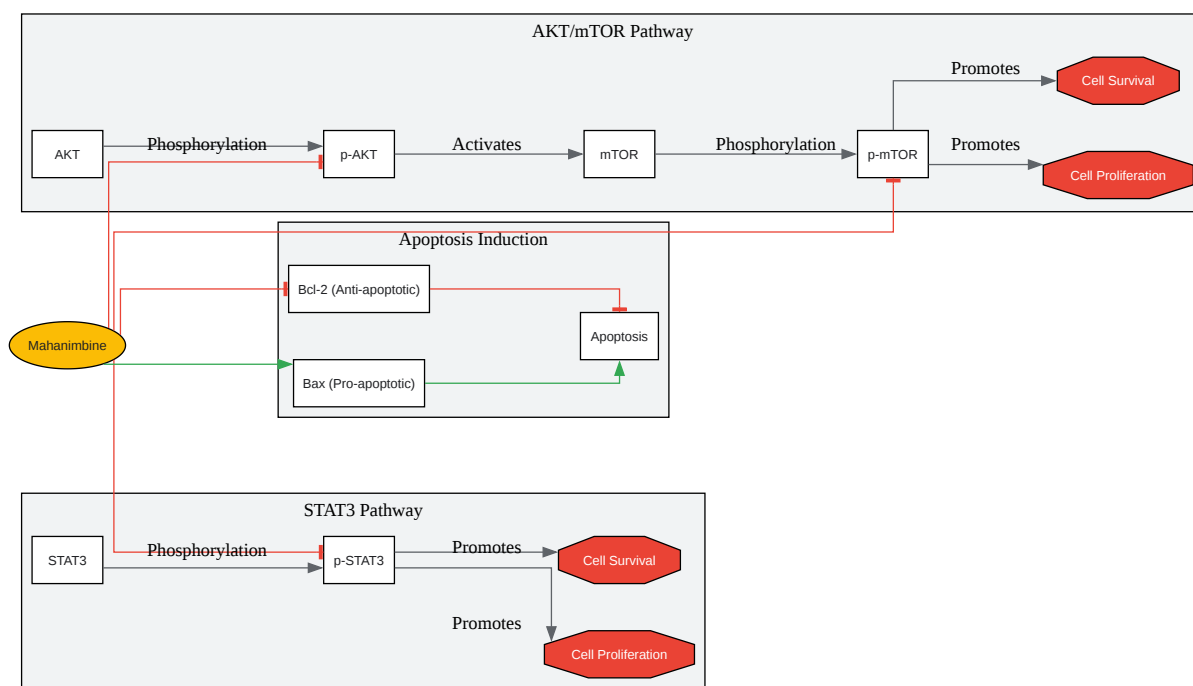 AKT/mTOR Pathway
Promotes
Cell Survival
AKT
Phosphorylation
p-AKT
Activates
mTOR
Phosphorylation
p-mTOR
Promotes
Cell Proliferation
Apoptosis Induction
Bcl-2 (Anti-apoptotic)
Apoptosis
Mahanimbine
Bax (Pro-apoptotic)
STAT3 Pathway
STAT3
Phosphorylation
p-STAT3
Promotes
Cell Survival
Promotes
Cell Proliferation